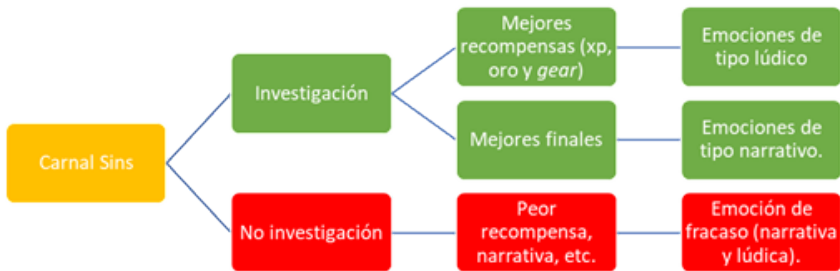 Carnal Sins
Investigación
Mejores
recompensas (xp,
oro y gear)
Emociones de
tipo lúdico
Mejores finales
Emociones de
tipo narrativo.
No investigación
Peor
recompensa,
narrativa, etc.
Emoción de
fracaso (narrativa
y lúdica).